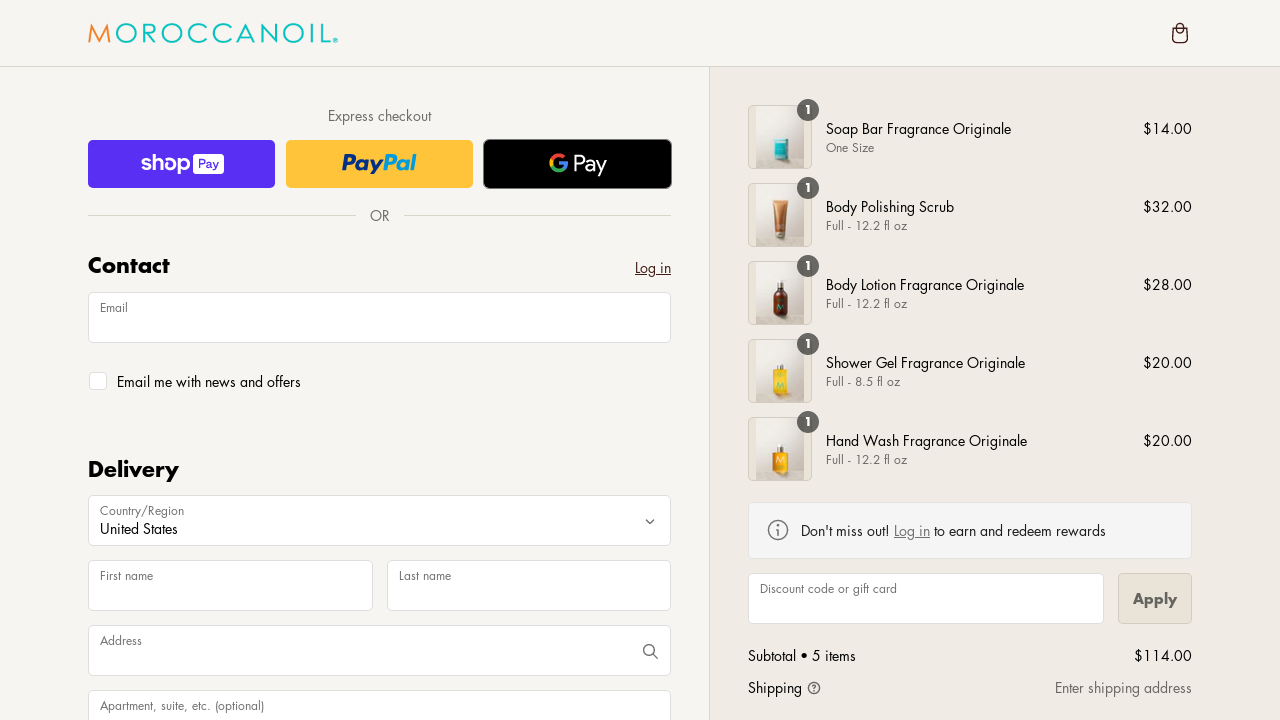 MOROCCANOIL®
Express checkout
shop Pay
PayPal
G Pay
OR
Contact
Log in
Email
Email me with news and offers
Delivery
Country/Region
United States
First name
Last name
Address
Apartment, suite, etc. (optional)
1
Soap Bar Fragrance Originale
$14.00
One Size
1
Body Polishing Scrub
$32.00
Full - 12.2 fl oz
1
Body Lotion Fragrance Originale
$28.00
Full - 12.2 fl oz
1
Shower Gel Fragrance Originale
$20.00
Full - 8.5 fl oz
1
Hand Wash Fragrance Originale
$20.00
Full - 12.2 fl oz
Don't miss out! Log in to earn and redeem rewards
Discount code or gift card
Apply
Subtotal • 5 items
$114.00
Shipping
Enter shipping address